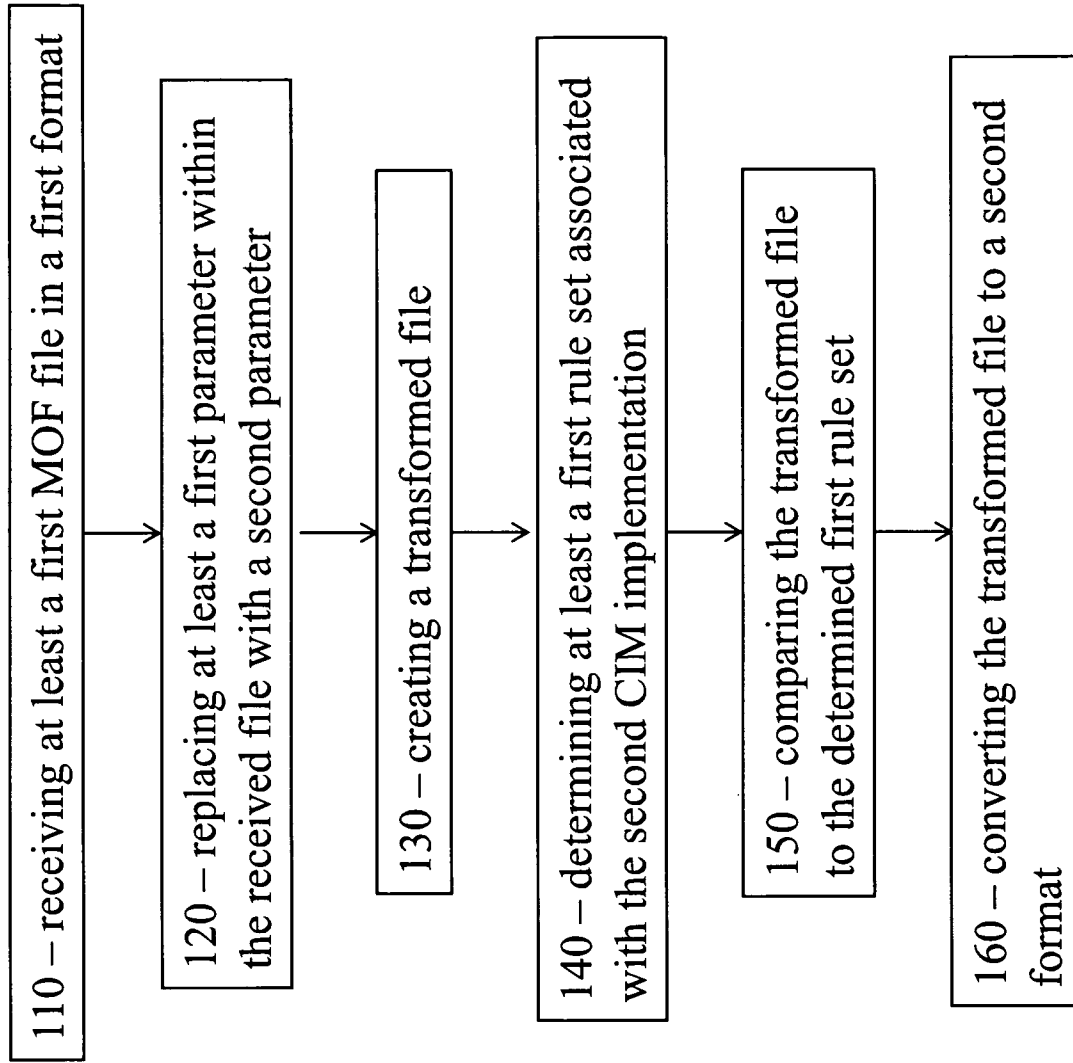 110 – receiving at least a first MOF file in a first format
120 – replacing at least a first parameter within
the received file with a second parameter
130 – creating a transformed file
140 – determining at least a first rule set associated
with the second CIM implementation
150 – comparing the transformed file
to the determined first rule set
160 – converting the transformed file to a second
format